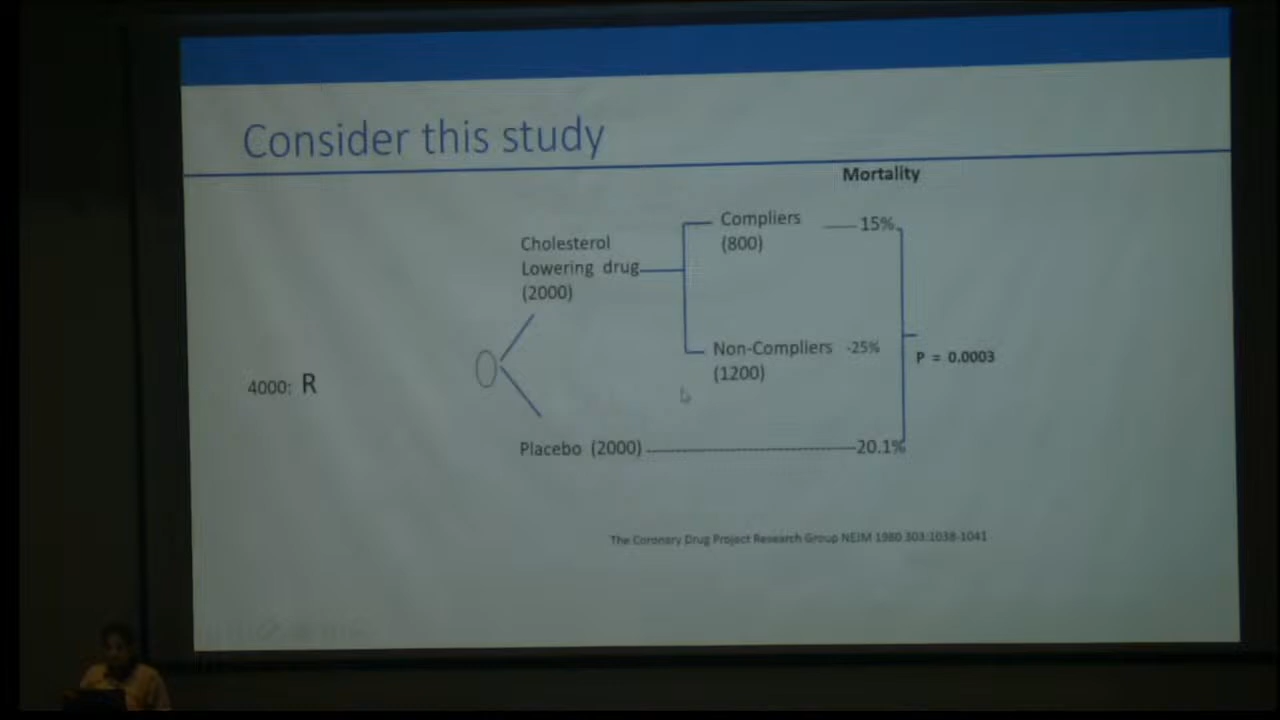 Consider this study
Mortality
Cholesterol
Lowering drug
(2000)
Compliers
(800)
15%
Non-Compliers -25%
(1200)
P = 0.0003
4000: R
Placebo (2000)
20.1%
The Coronary Drug Project Research Group NEJM 1980 303:1038-1041